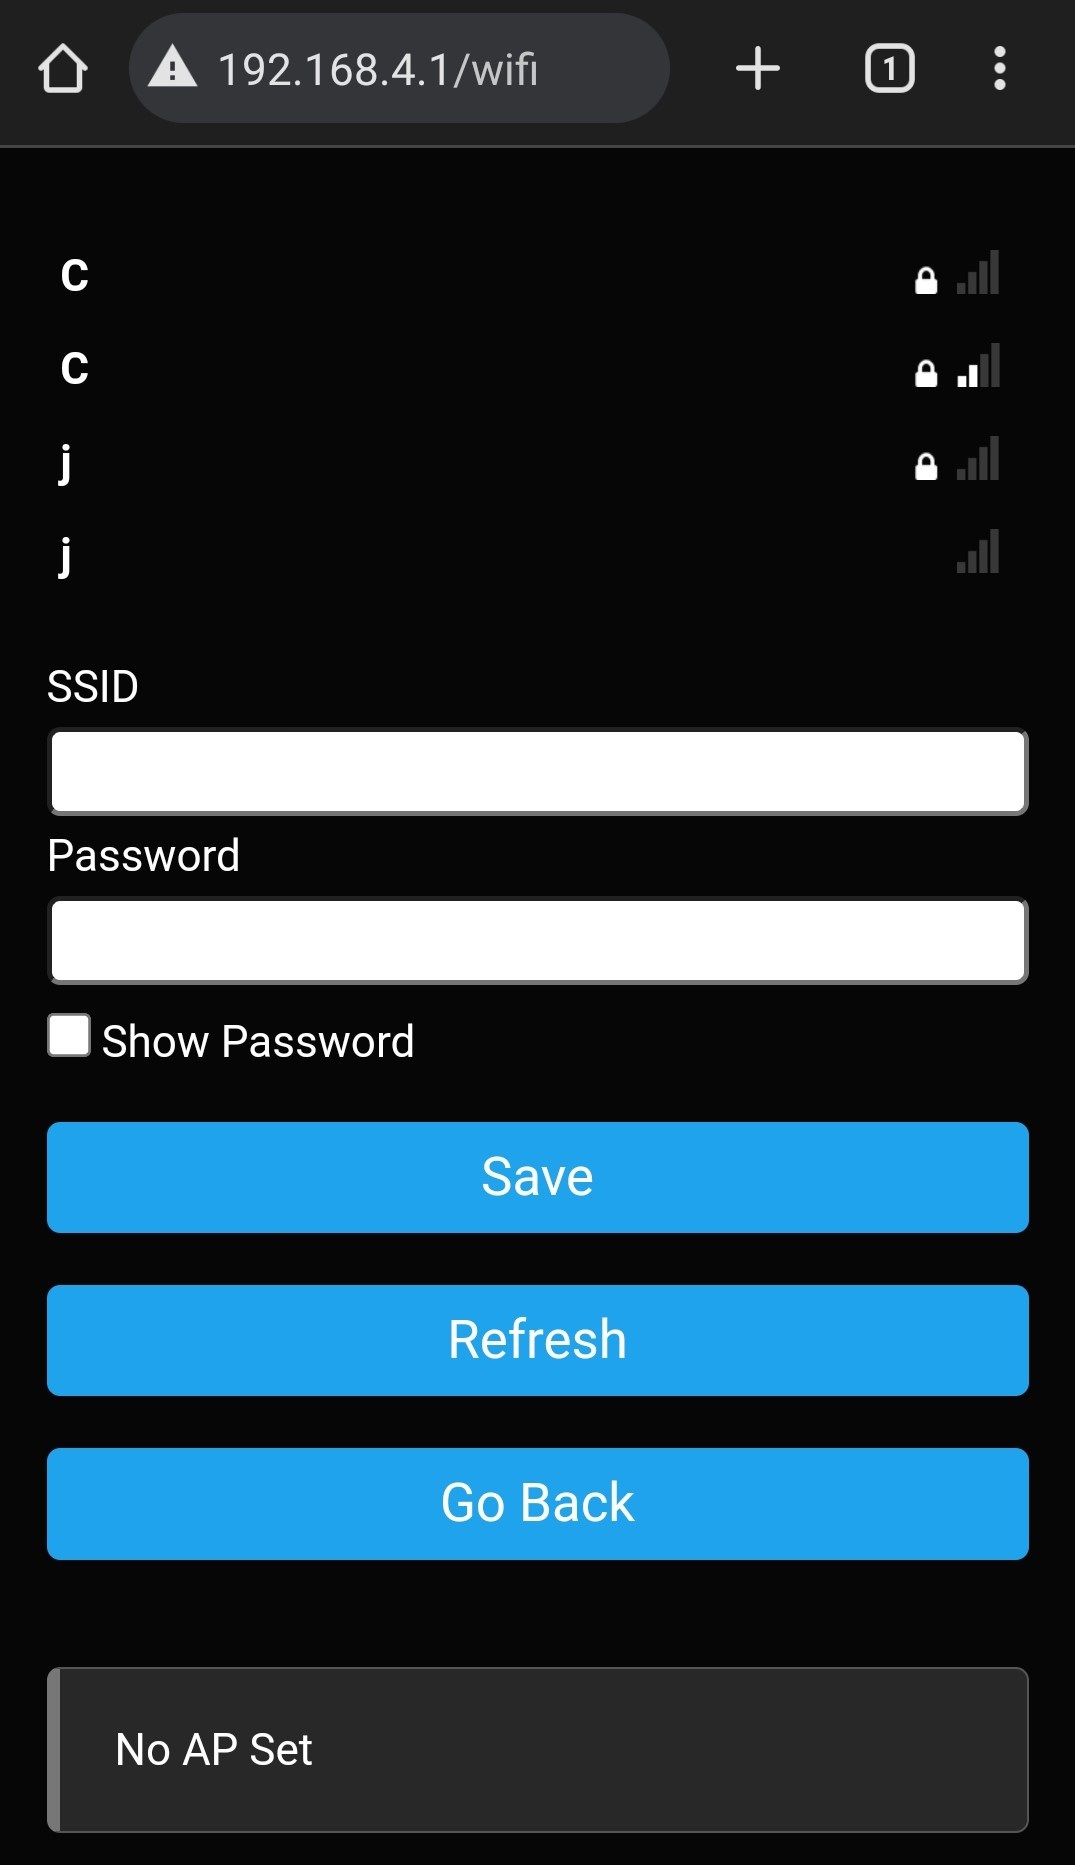 192.168.4.1/wifi
1
C
C
j
j
SSID
Password
Show Password
Save
Refresh
Go Back
No AP Set